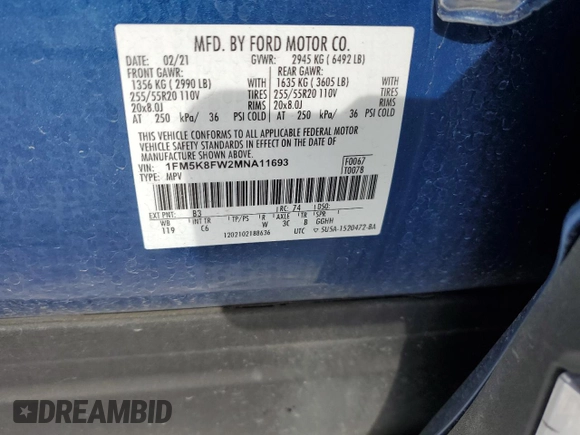 MFD. BY FORD MOTOR CO.
DATE: 02/21 GVWR: 2945 KG ( 6492 LB)
FRONT GAWR: REAR GAWR:
1356 KG ( 2990 LB) WITH 1635 KG ( 3605 LB) WITH
255/55R20 110V TIRES 255/55R20 110V TIRES
20x8.0J RIMS 20x8.0J RIMS
AT 250 kPa/ 36 PSI COLD AT 250 kPa/ 36 PSI COLD
THIS VEHICLE CONFORMS TO ALL APPLICABLE FEDERAL MOTOR
VEHICLE SAFETY STANDARDS IN EFFECT ON THE DATE OF
MANUFACTURE SHOWN ABOVE.
VIN: 1FM5K8FW2MNA11693 F0067
TYPE: MPV T0078
EXT PNT: B3 RC: 74 DSO:
WB INT TR TP/PS R AXLE TR SPR
119 C6 W 3C B GGHH
1202102188636 UTC 5U5A-1520472-BA
DREAMBID